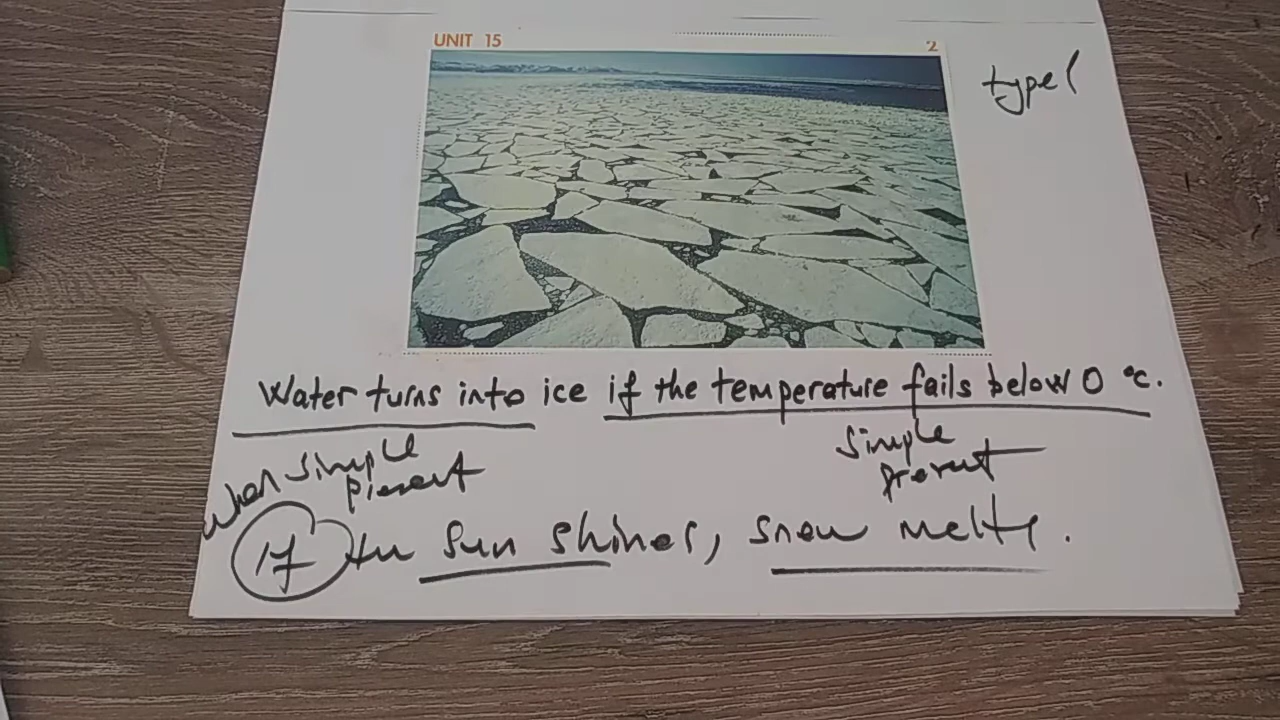 UNIT 15 2
type 1
Water turns into ice if the temperature fails below 0 °c.
simple present
simple present
when
If the sun shines, snow melts.